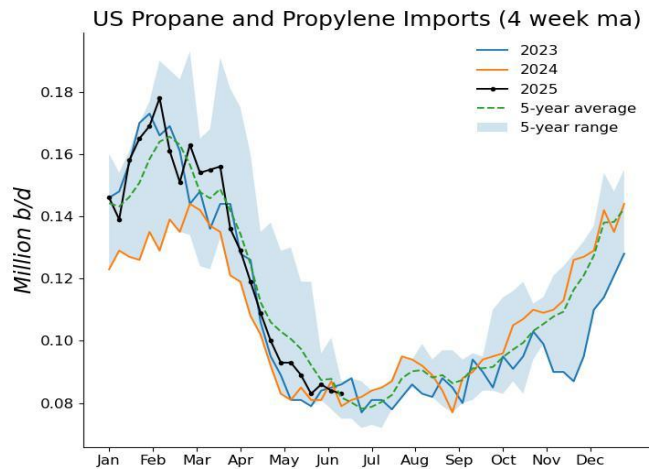 US Propane and Propylene Imports (4 week ma)
2023
2024
2025
5-year average
5-year range
Million b/d
0.18
0.16
0.14
0.12
0.10
0.08
Jan Feb Mar Apr May Jun Jul Aug Sep Oct Nov Dec